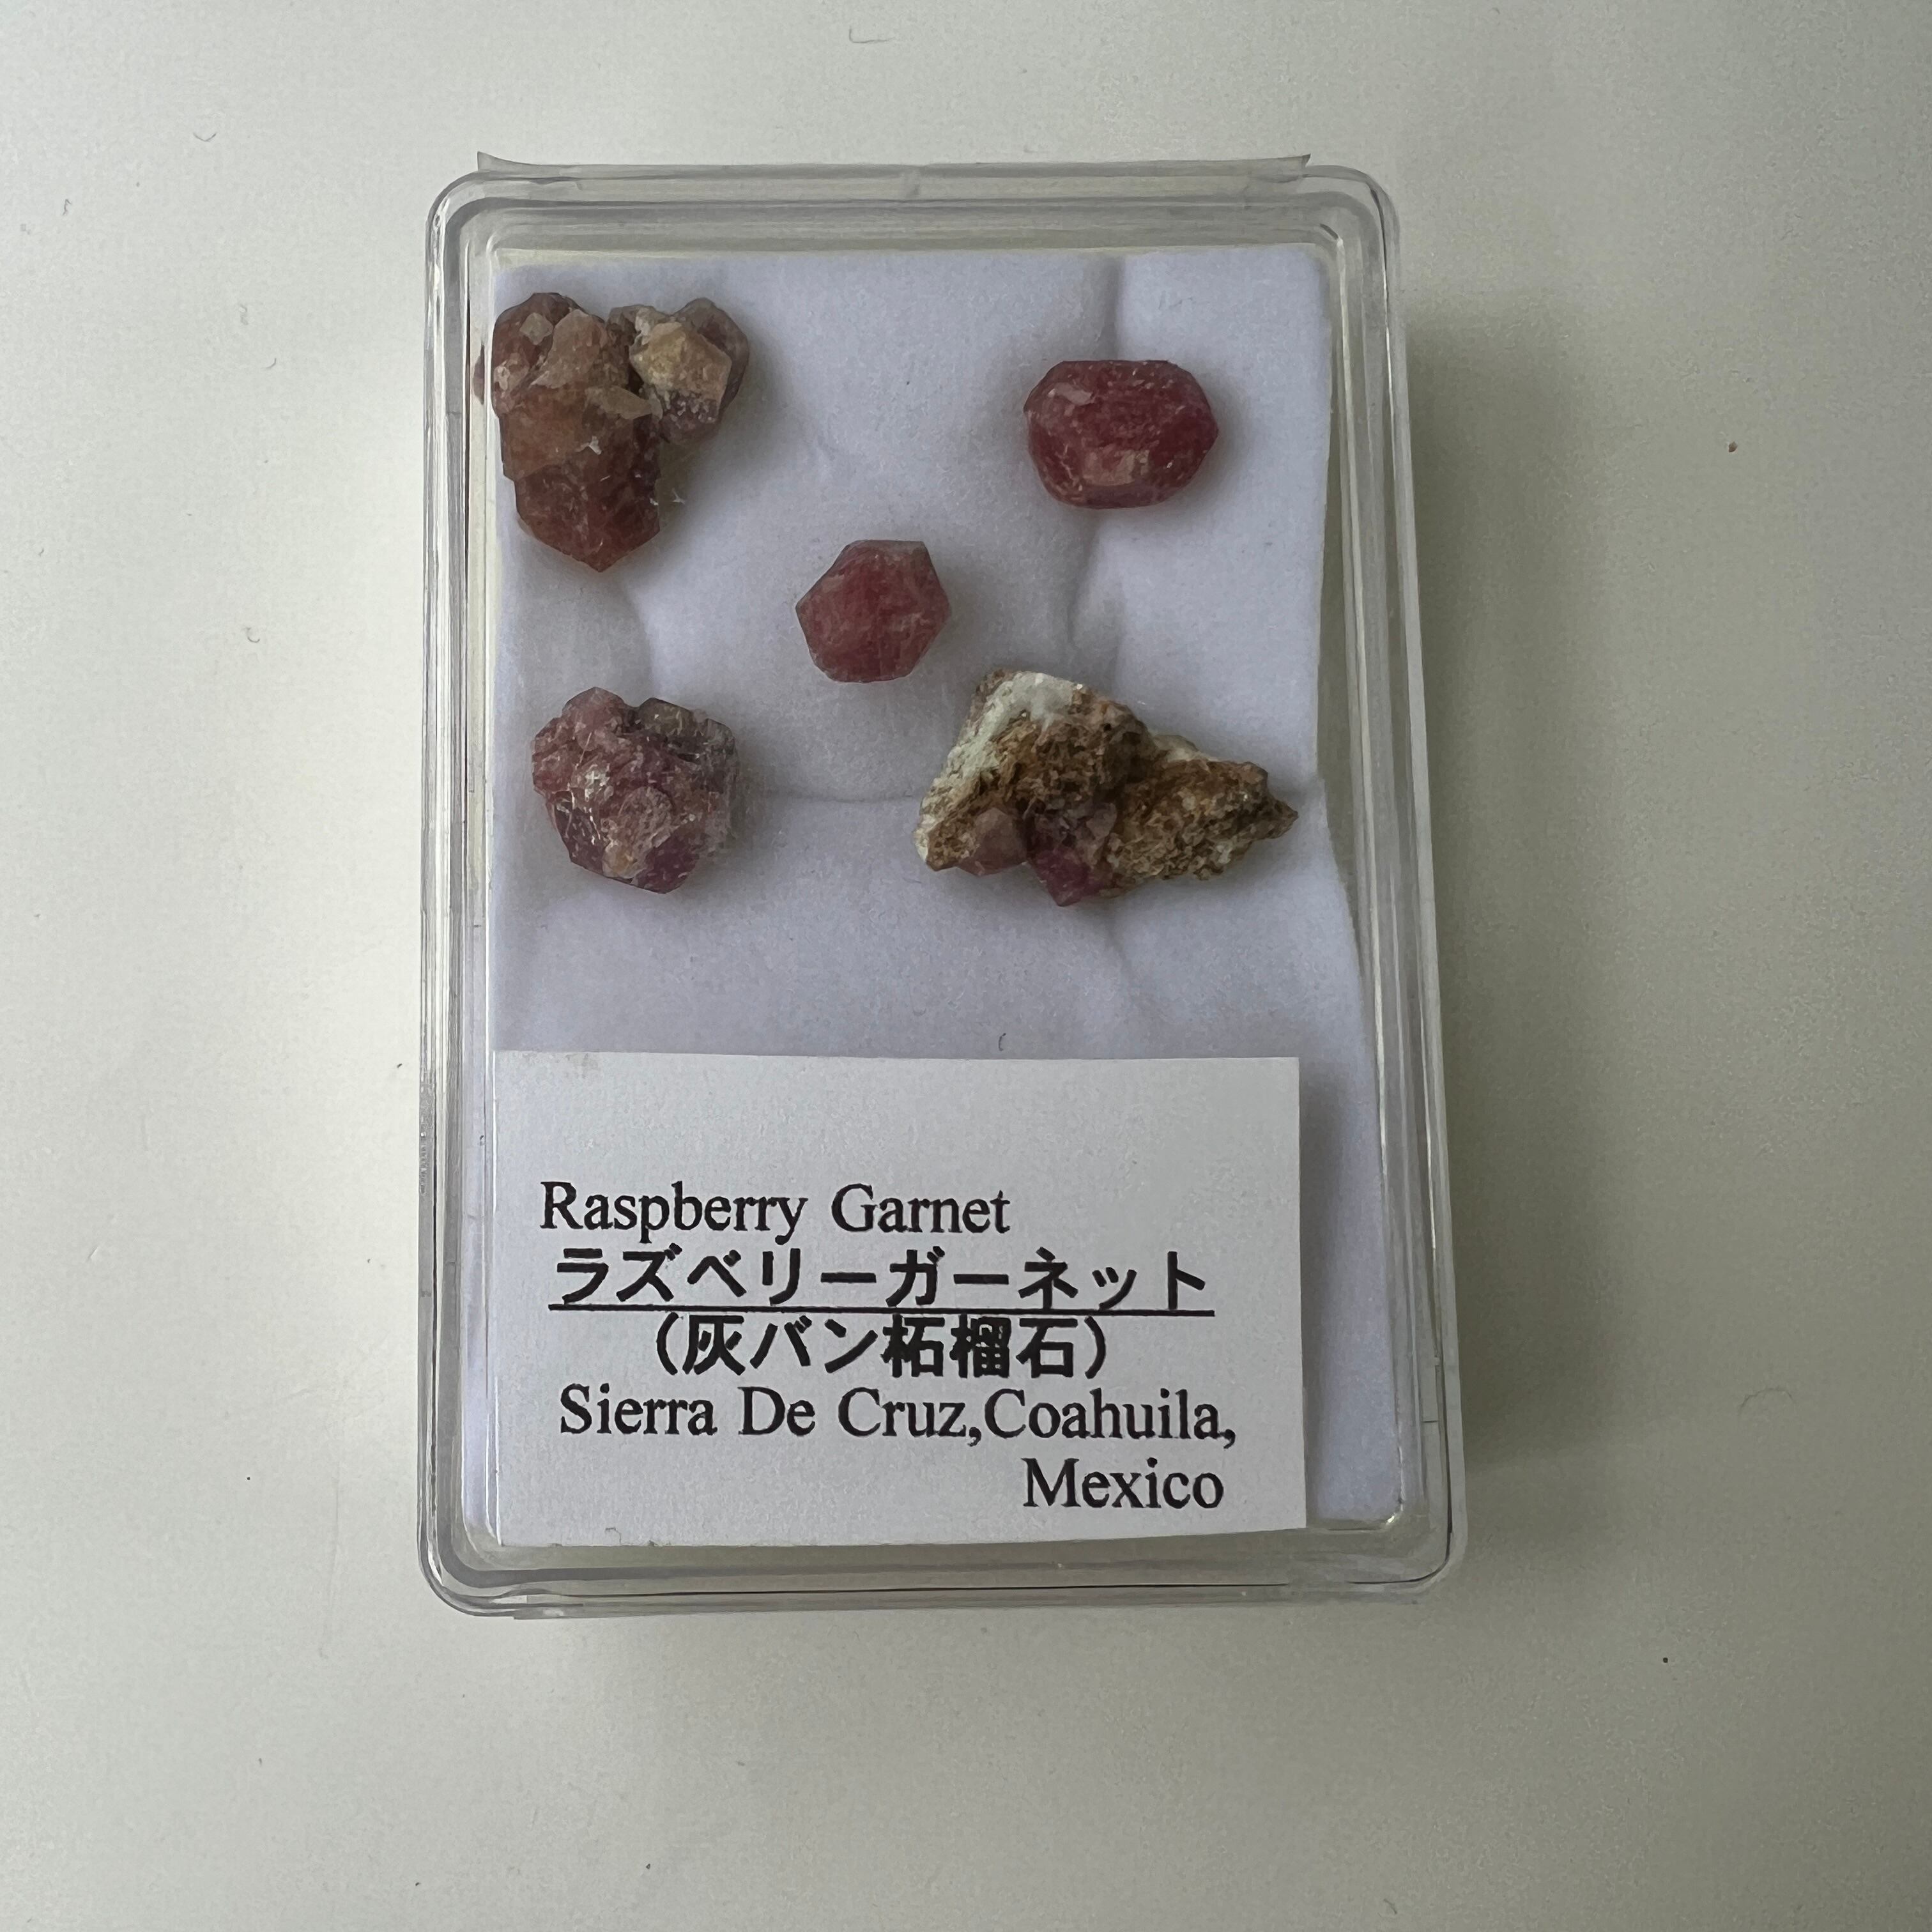 Raspberry Garnet
ラズベリーガーネット
（灰バン柘榴石）
Sierra De Cruz,Coahuila,
Mexico